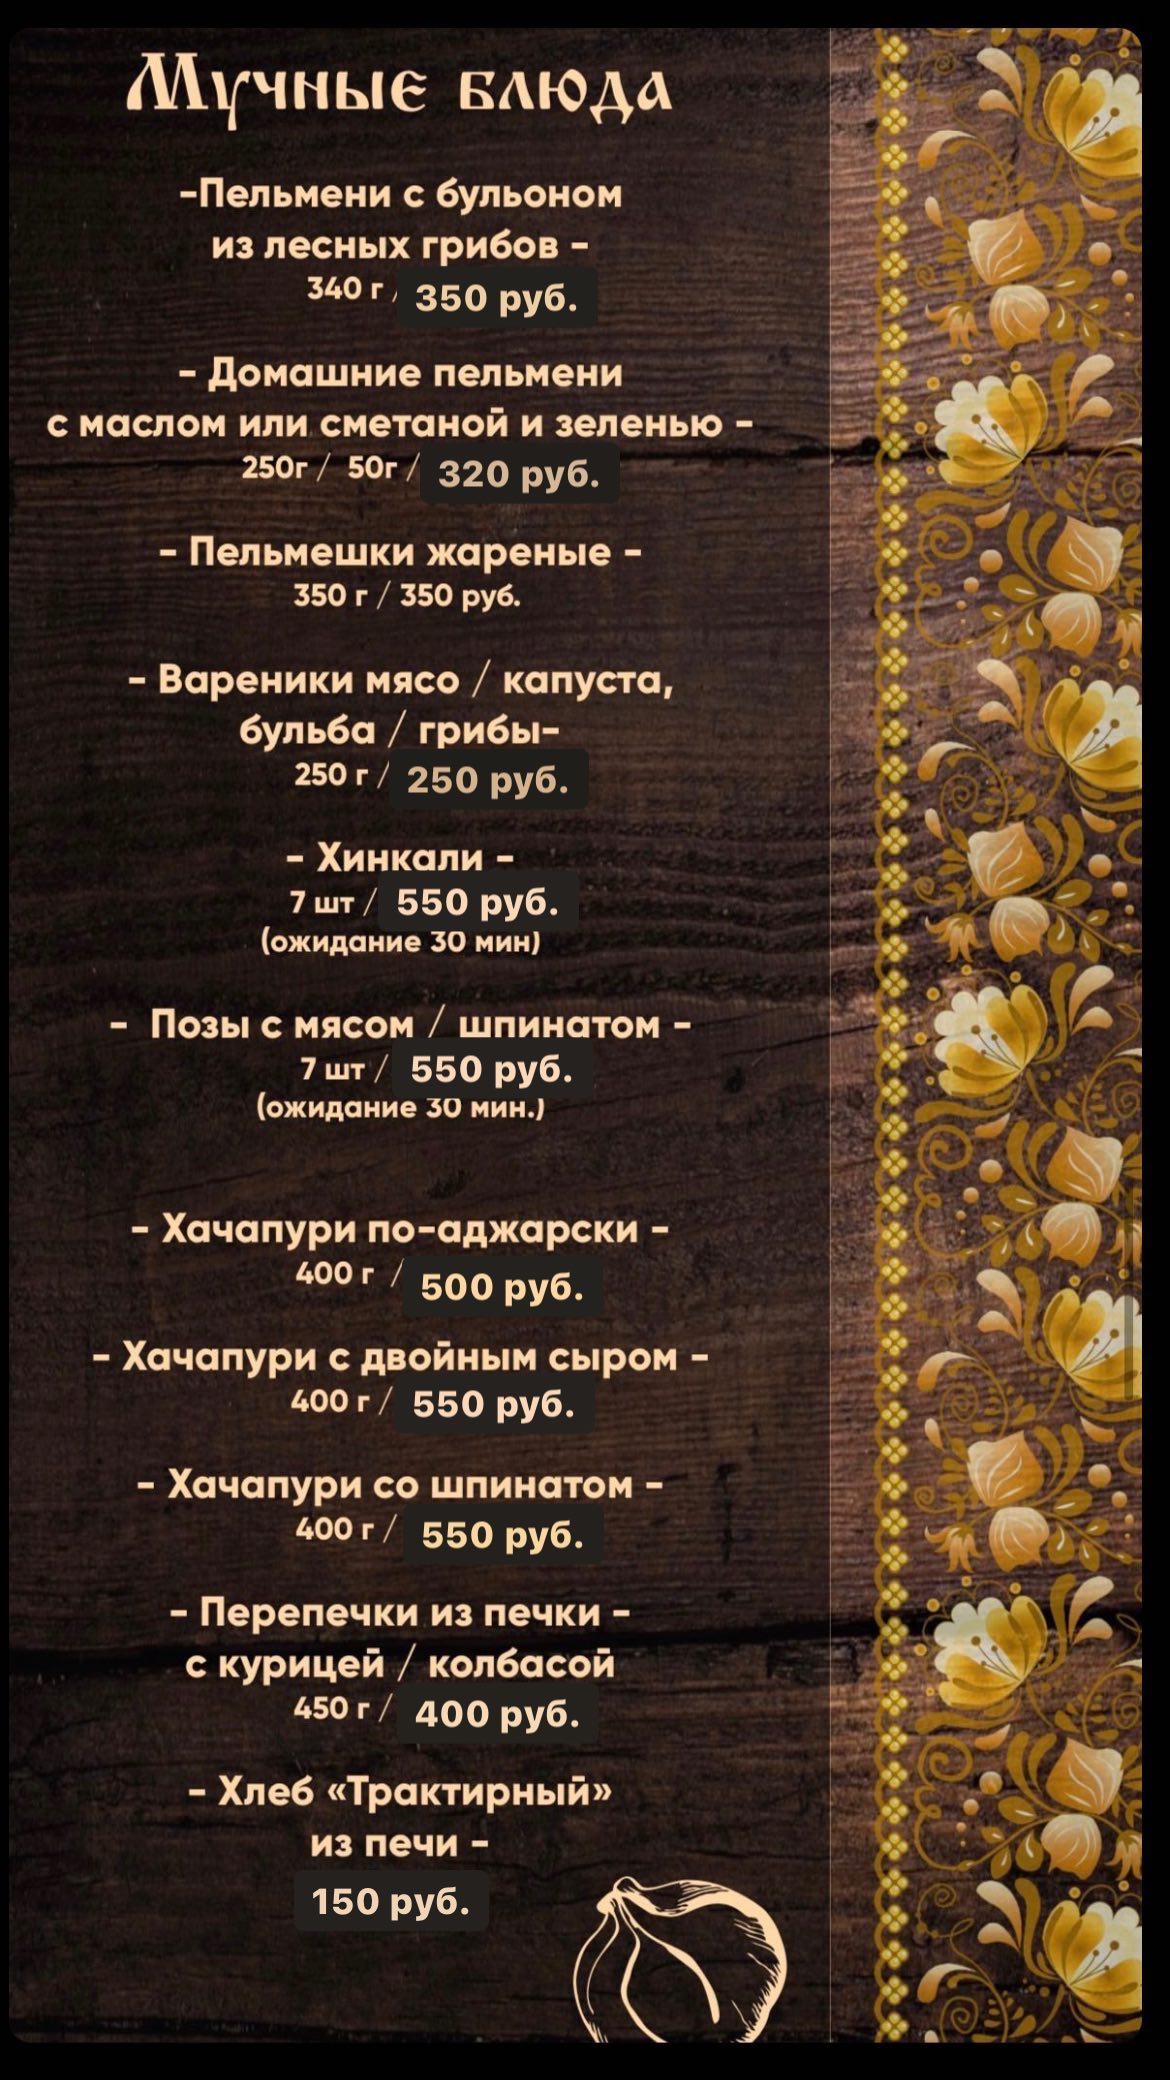 Мучные блюда
-Пельмени с бульоном
из лесных грибов -
340 г / 350 руб.
- Домашние пельмени
с маслом или сметаной и зеленью -
250г / 50г / 320 руб.
- Пельмешки жареные -
350 г / 350 руб.
- Вареники мясо / капуста,
бульба / грибы-
250 г / 250 руб.
- Хинкали -
7 шт / 550 руб.
(ожидание 30 мин)
- Позы с мясом / шпинатом -
7 шт / 550 руб.
(ожидание 30 мин.)
- Хачапури по-аджарски -
400 г / 500 руб.
- Хачапури с двойным сыром -
400 г / 550 руб.
- Хачапури со шпинатом -
400 г / 550 руб.
- Перепечки из печки -
с курицей / колбасой
450 г / 400 руб.
- Хлеб «Трактирный»
из печи -
150 руб.